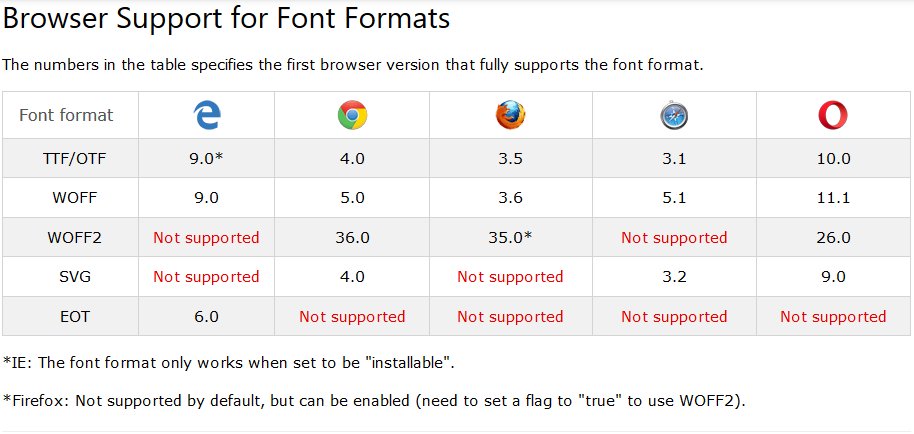 Browser Support for Font Formats
The numbers in the table specifies the first browser version that fully supports the font format.
Font format
TTF/OTF 9.0* 4.0 3.5 3.1 10.0
WOFF 9.0 5.0 3.6 5.1 11.1
WOFF2 Not supported 36.0 35.0* Not supported 26.0
SVG Not supported 4.0 Not supported 3.2 9.0
EOT 6.0 Not supported Not supported Not supported Not supported
*IE: The font format only works when set to be "installable".
*Firefox: Not supported by default, but can be enabled (need to set a flag to "true" to use WOFF2).